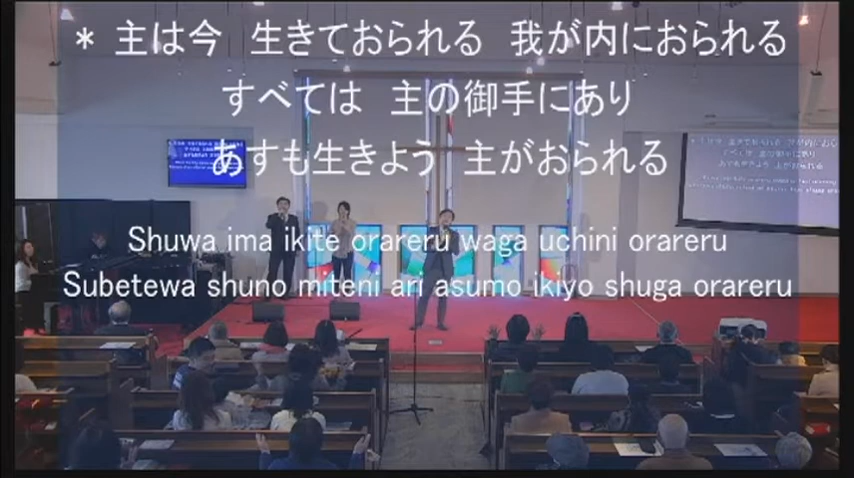 * 主は今 生きておられる 我が内におられる
すべては 主の御手にあり
あすも生きよう 主がおられる
Shuwa ima ikite orareru waga uchini orareru
Subetewa shuno miteni ari asumo ikiyo shuga orareru